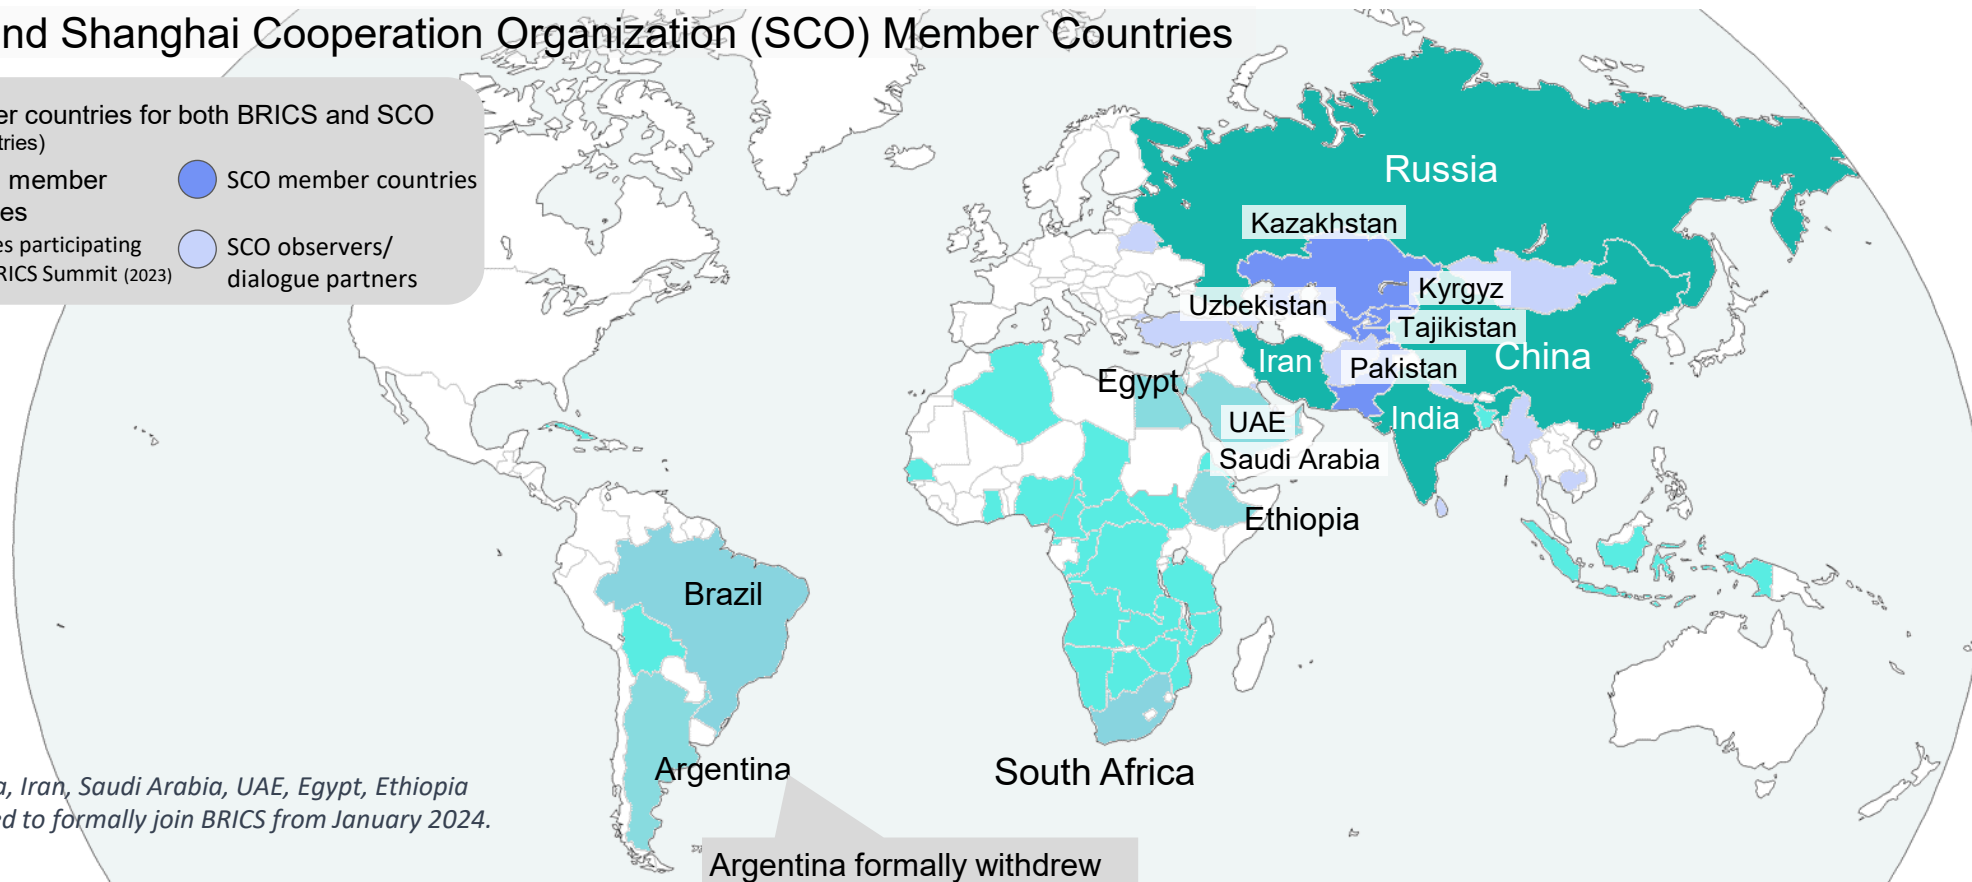 nd Shanghai Cooperation Organization (SCO) Member Countries
er countries for both BRICS and SCO
tries)
member
SCO member countries
es
es participating
RICS Summit (2023)
SCO observers/
dialogue partners
Russia
Kazakhstan
Kyrgyz
Uzbekistan
Tajikistan
China
Iran
Pakistan
Egypt
India
UAE
Saudi Arabia
Ethiopia
Brazil
Argentina
South Africa
a, Iran, Saudi Arabia, UAE, Egypt, Ethiopia
ed to formally join BRICS from January 2024.
Argentina formally withdrew